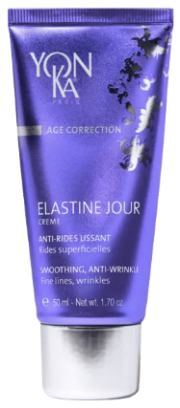 YON
KA
PARIS
AGE CORRECTION
ELASTINE JOUR
CREME
ANTI-RIDES LISSANT
Rides superficielles
SMOOTHING, ANTI-WRINKLE
Fine lines, wrinkles
e 50 ml - Net wt. 1.70 oz.